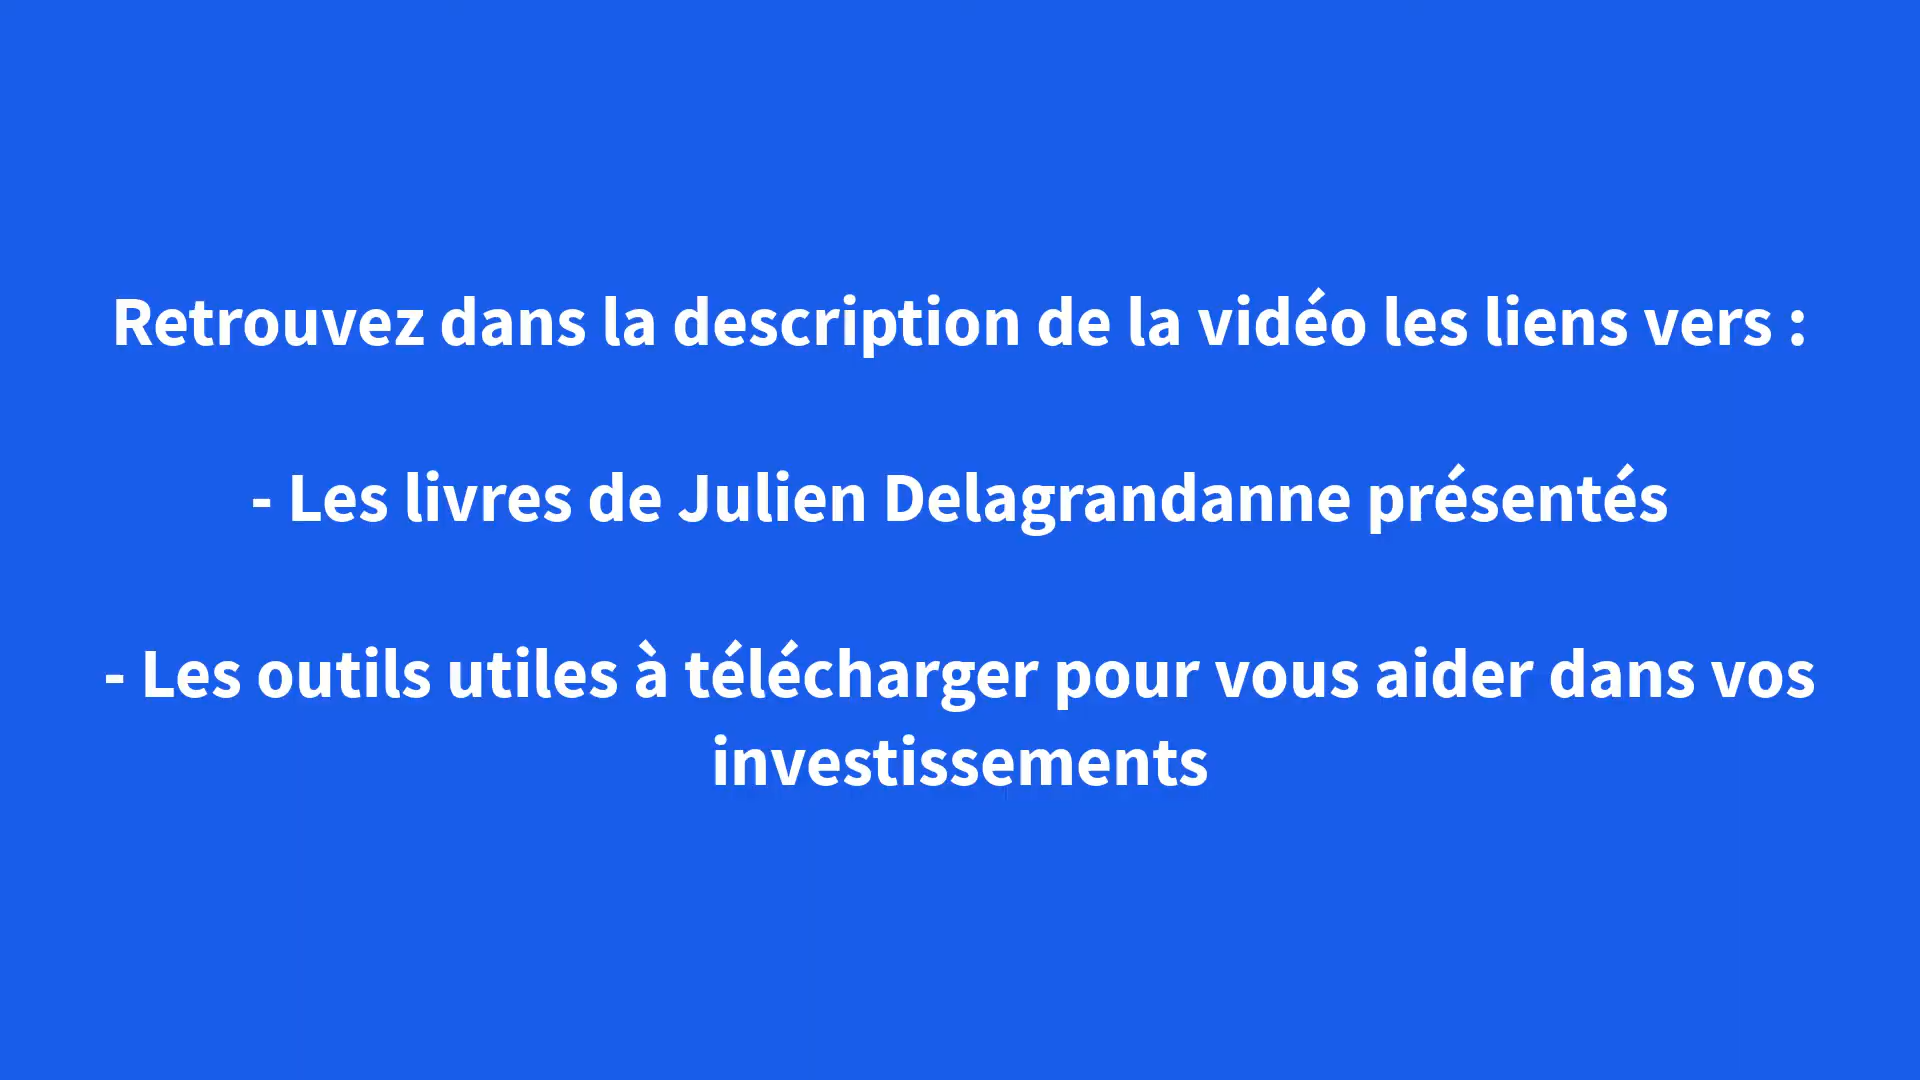 Retrouvez dans la description de la vidéo les liens vers :
- Les livres de Julien Delagrandanne présentés
- Les outils utiles à télécharger pour vous aider dans vos
investissements